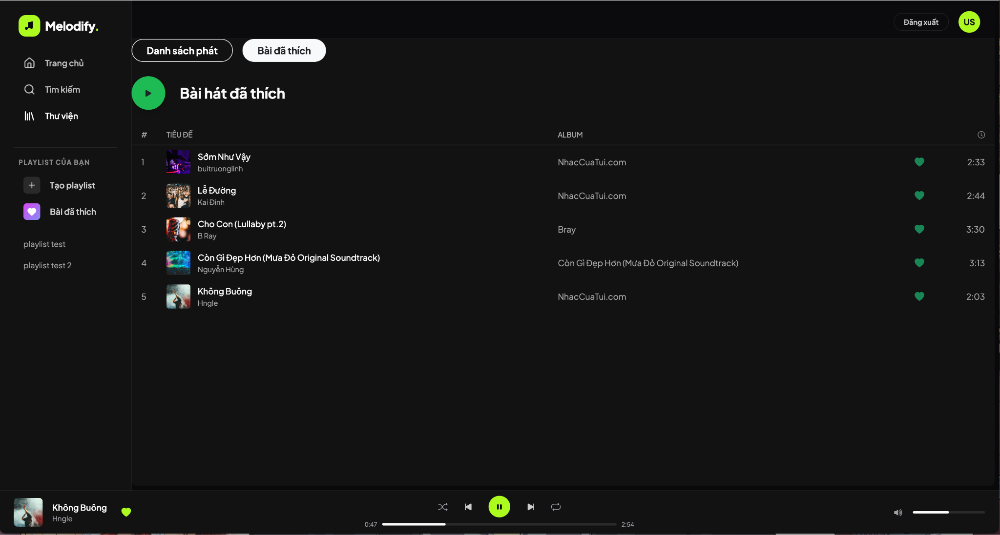 Melodify.
Đăng xuất
US
Trang chủ
Tìm kiếm
Thư viện
PLAYLIST CỦA BẠN
Tạo playlist
Bài đã thích
playlist test
playlist test 2
Danh sách phát
Bài đã thích
Bài hát đã thích
# TIÊU ĐỀ ALBUM
1 Sớm Như Vậy NhacCuaTui.com 2:33
buitruonglinh
2 Lễ Đường NhacCuaTui.com 2:44
Kai Đinh
3 Cho Con (Lullaby pt.2) Bray 3:30
B Ray
4 Còn Gì Đẹp Hơn (Mưa Đỏ Original Soundtrack) Còn Gì Đẹp Hơn (Mưa Đỏ Original Soundtrack) 3:13
Nguyễn Hùng
5 Không Buông NhacCuaTui.com 2:03
Hngle
Không Buông
Hngle
0:47 2:54